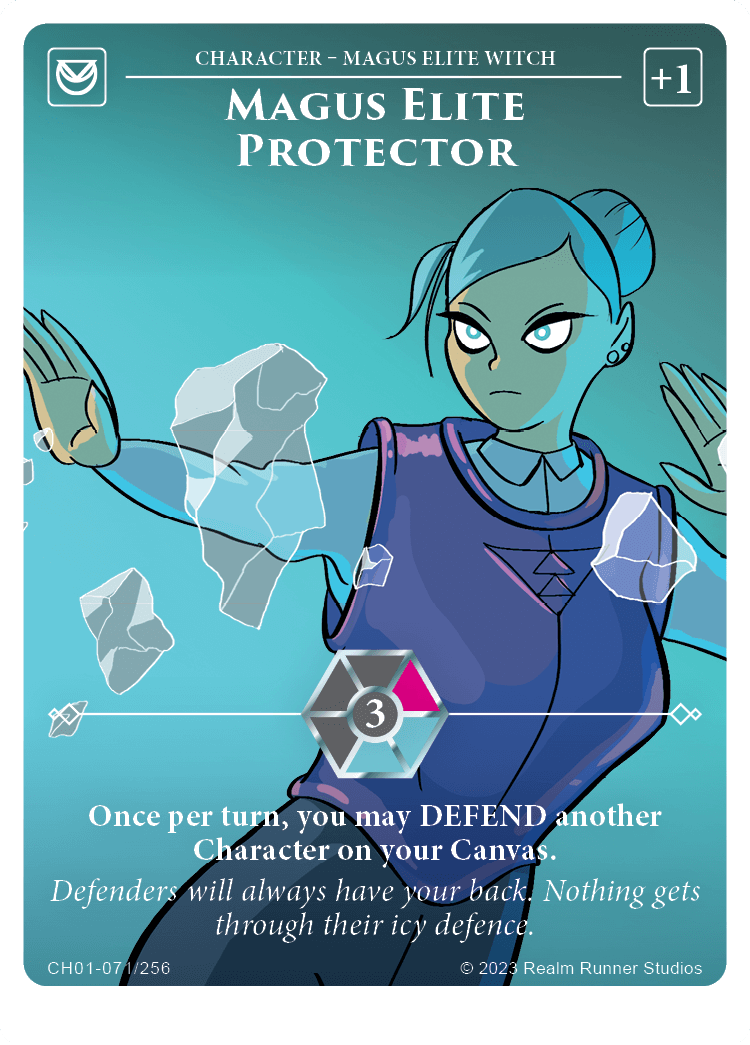 CHARACTER – MAGUS ELITE WITCH
+1
MAGUS ELITE
PROTECTOR
3
Once per turn, you may DEFEND another
Character on your Canvas.
Defenders will always have your back. Nothing gets
through their icy defence.
CH01-071/256
© 2023 Realm Runner Studios